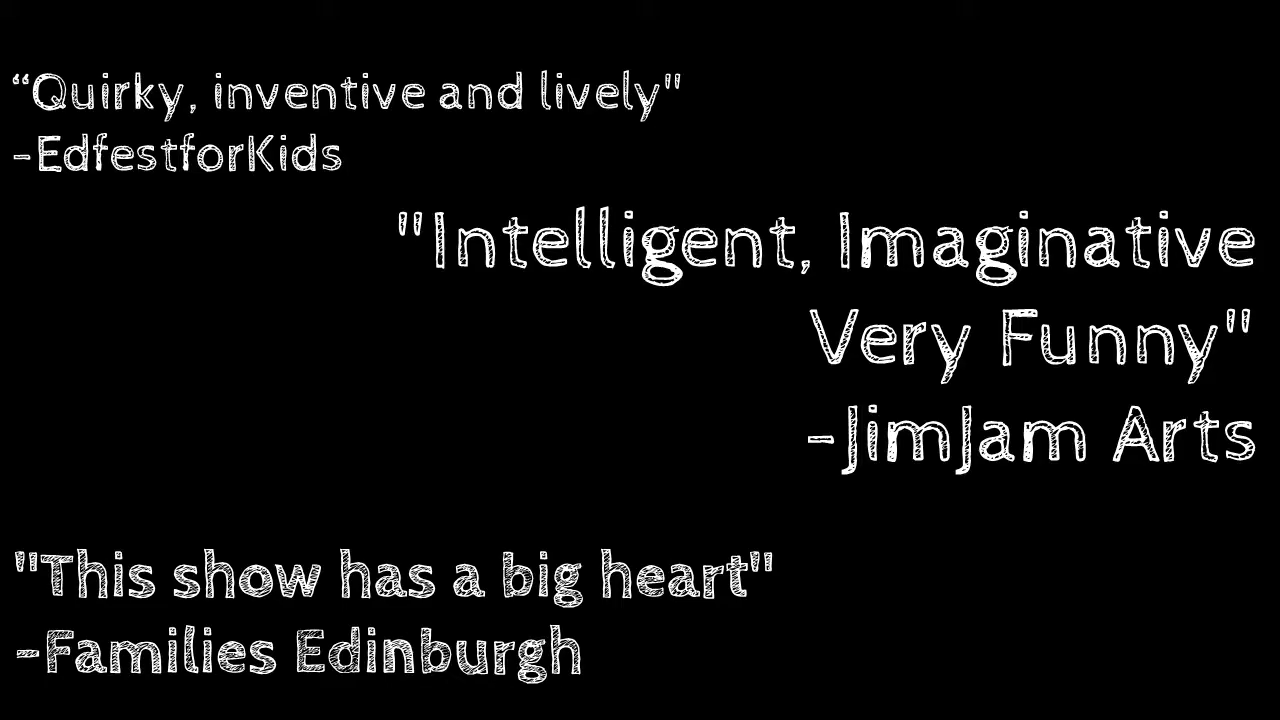 “Quirky, inventive and lively"
-EdfestforKids
"Intelligent, Imaginative
Very Funny"
-JimJam Arts
"This show has a big heart"
-Families Edinburgh